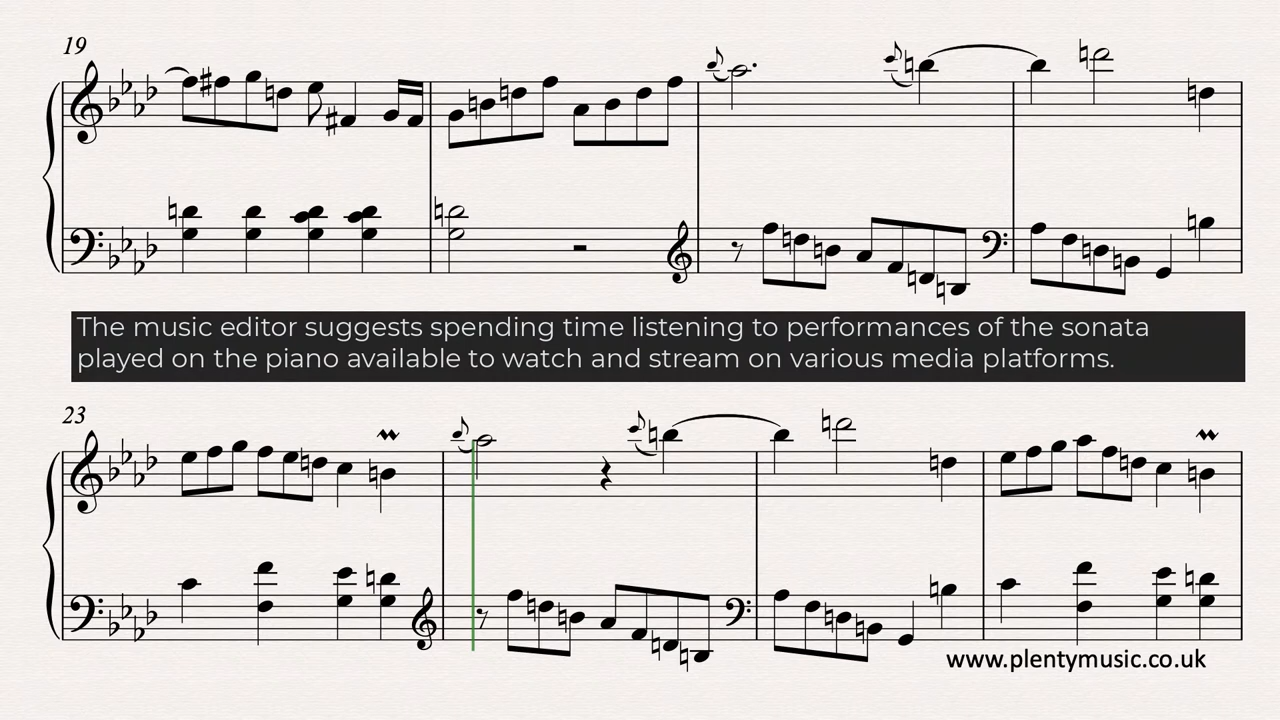 19
The music editor suggests spending time listening to performances of the sonata
played on the piano available to watch and stream on various media platforms.
23
www.plentymusic.co.uk